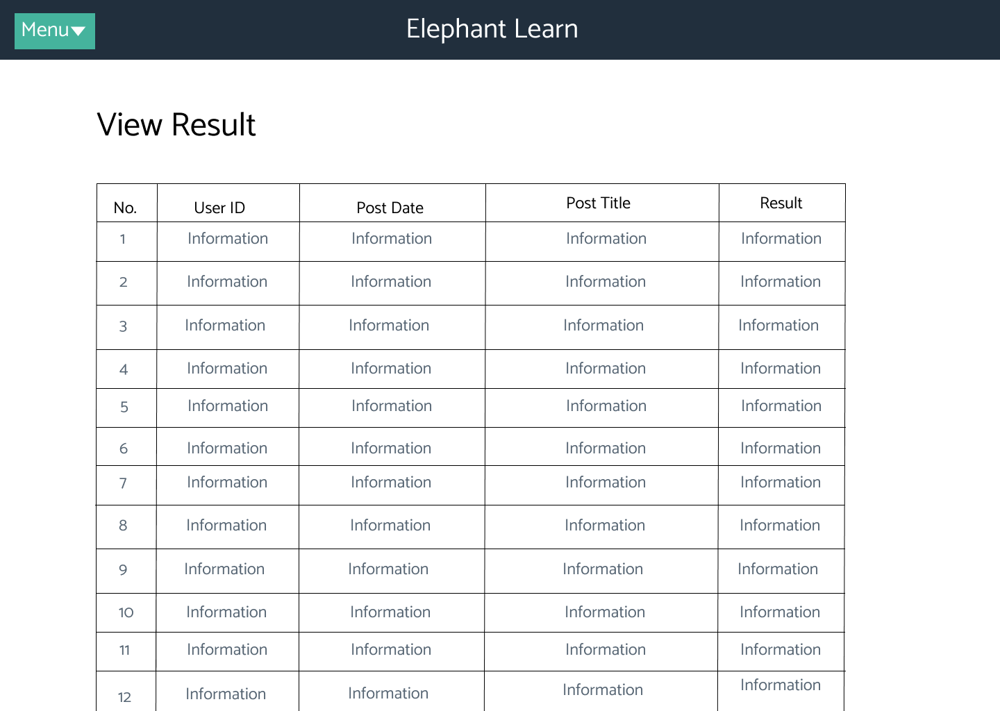 Menu
Elephant Learn
View Result
No. User ID Post Date Post Title Result
1 Information Information Information Information
2 Information Information Information Information
3 Information Information Information Information
4 Information Information Information Information
5 Information Information Information Information
6 Information Information Information Information
7 Information Information Information Information
8 Information Information Information Information
9 Information Information Information Information
10 Information Information Information Information
11 Information Information Information Information
12 Information Information Information Information